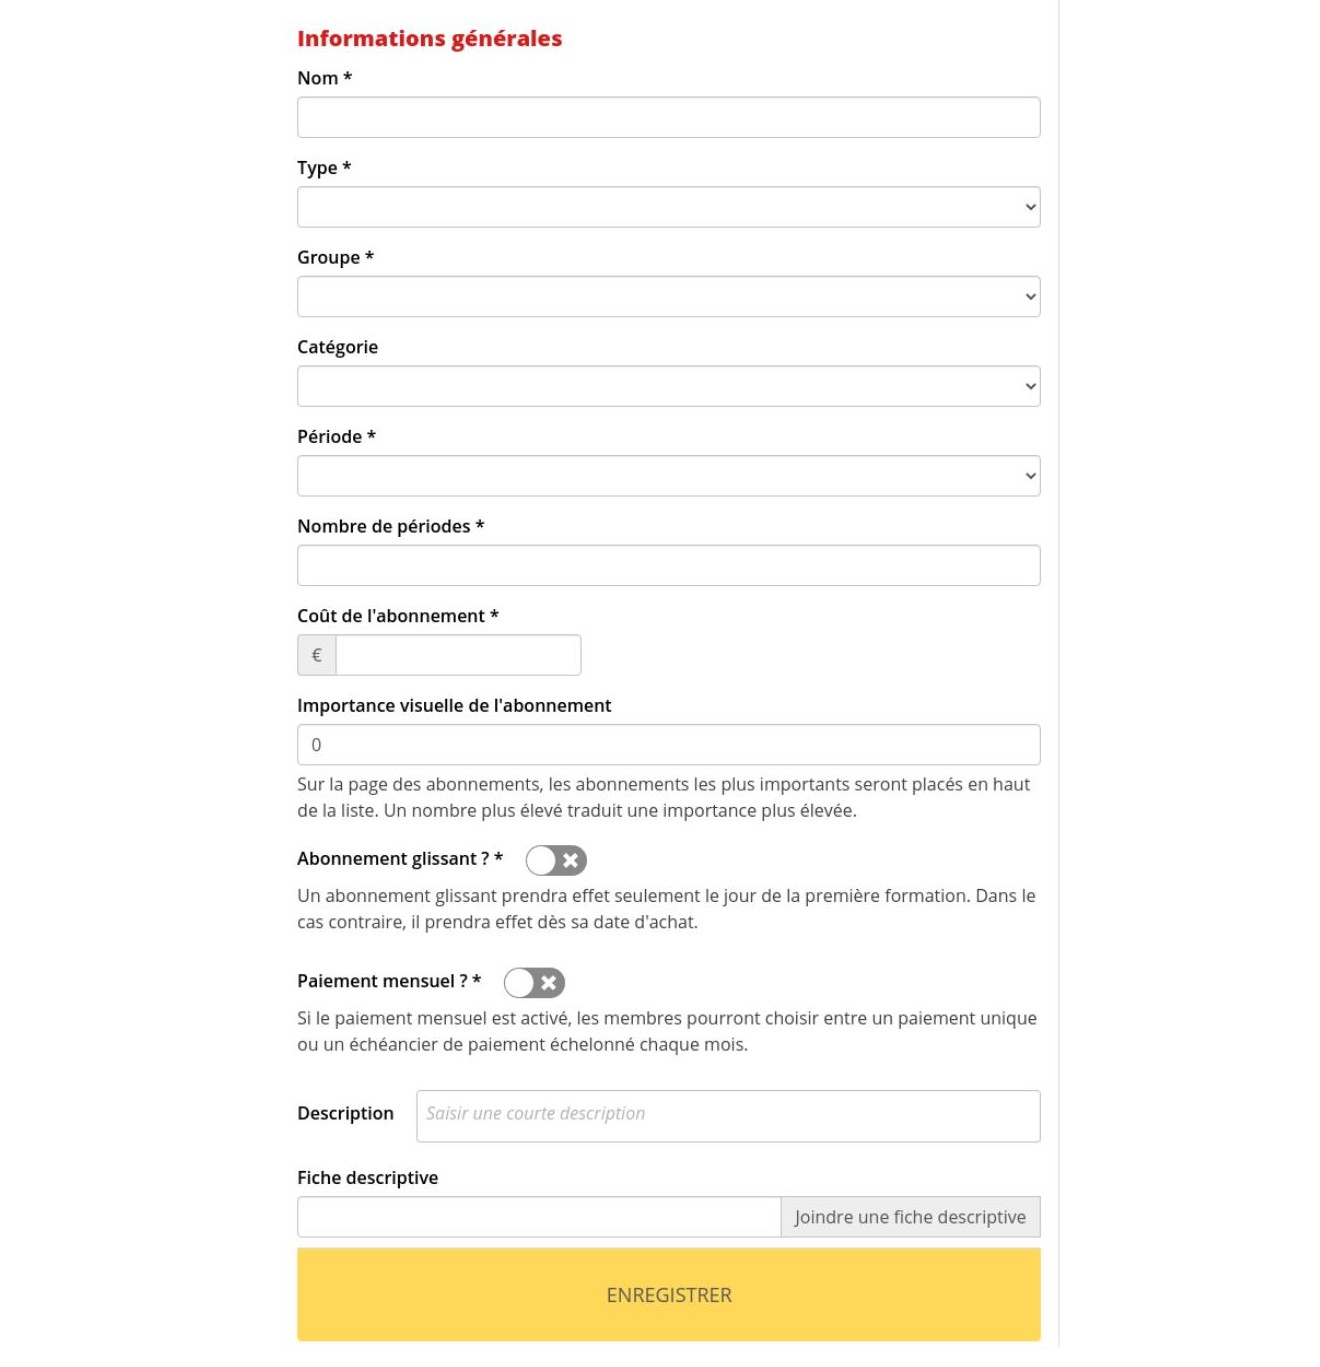 Informations générales
Nom *
Type *
Groupe *
Catégorie
Période *
Nombre de périodes *
Coût de l'abonnement *
€
Importance visuelle de l'abonnement
0
Sur la page des abonnements, les abonnements les plus importants seront placés en haut
de la liste. Un nombre plus élevé traduit une importance plus élevée.
Abonnement glissant ? *
Un abonnement glissant prendra effet seulement le jour de la première formation. Dans le
cas contraire, il prendra effet dès sa date d'achat.
Paiement mensuel ? *
Si le paiement mensuel est activé, les membres pourront choisir entre un paiement unique
ou un échéancier de paiement échelonné chaque mois.
Description Saisir une courte description
Fiche descriptive
Joindre une fiche descriptive
ENREGISTRER